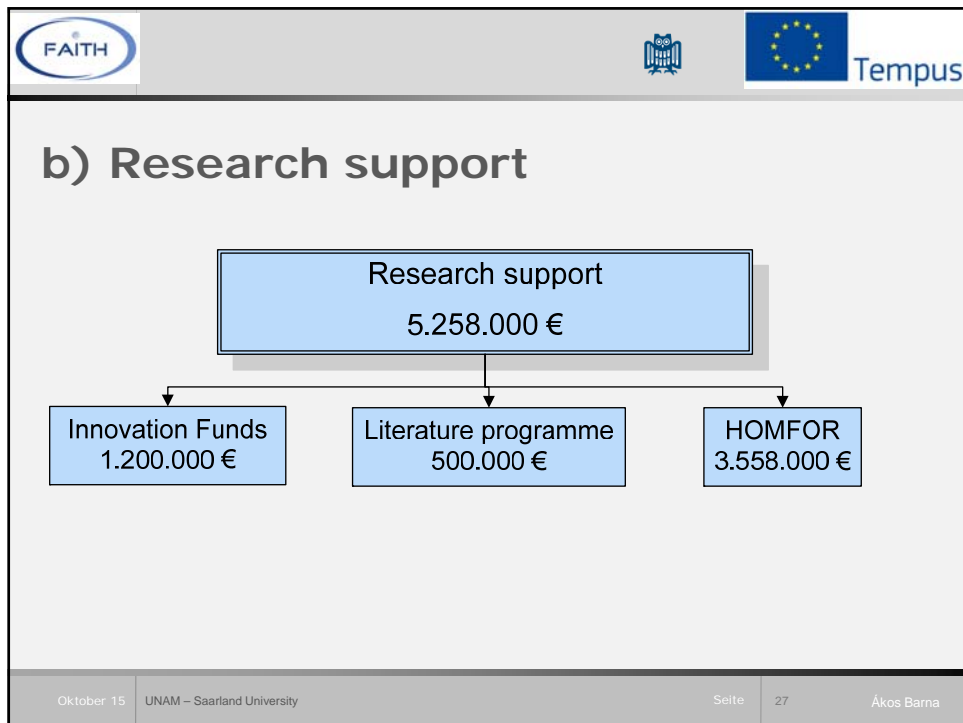 FAITH
Tempus
b) Research support
Research support
5.258.000 €
Innovation Funds
1.200.000 €
Literature programme
500.000 €
HOMFOR
3.558.000 €
Oktober 15 UNAM – Saarland University Seite 27 Ákos Barna